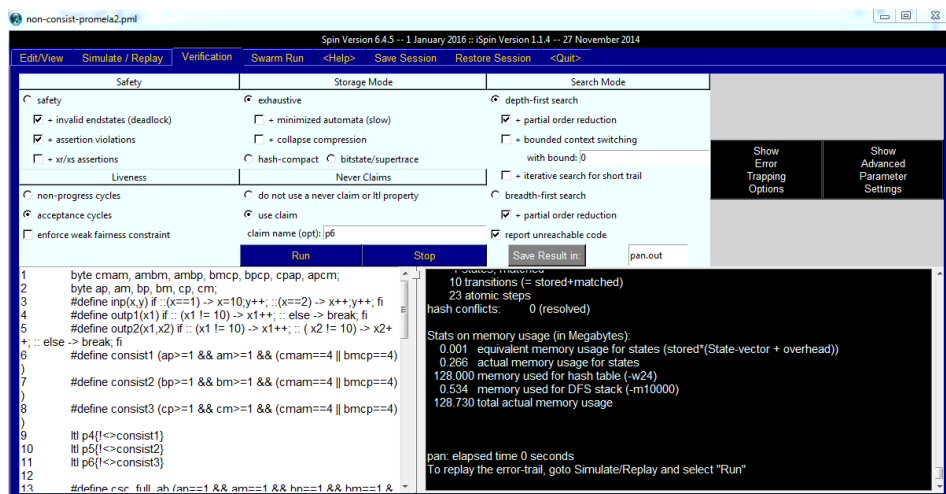 non-consist-promela2.pml
Spin Version 6.4.5 -- 1 January 2016 :: iSpin Version 1.1.4 -- 27 November 2014
Edit/View Simulate / Replay Verification Swarm Run <Help> Save Session Restore Session <Quit>
Safety Storage Mode Search Mode
safety exhaustive depth-first search
+ invalid endstates (deadlock) + minimized automata (slow) + partial order reduction
+ assertion violations + collapse compression + bounded context switching
+ xr/xs assertions hash-compact bitstate/supertrace with bound: 0
Liveness Never Claims + iterative search for short trail
non-progress cycles do not use a never claim or ltl property breadth-first search
acceptance cycles use claim + partial order reduction
enforce weak fairness constraint claim name (opt): p6 report unreachable code
Run Stop Save Result in: pan.out
Show
Error
Trapping
Options
Show
Advanced
Parameter
Settings
1 byte cmam, ambm, ambp, bmcp, bpcp, cpap, apcm;
2 byte ap, am, bp, bm, cp, cm;
3 #define inp(x,y) if ::(x==1) -> x=10;y++; ::(x==2) -> x++;y++; fi
4 #define outp1(x1) if :: (x1 != 10) -> x1++; :: else -> break; fi
5 #define outp2(x1,x2) if :: (x1 != 10) -> x1++; :: ( x2 != 10) -> x2+
+; :: else -> break; fi
6 #define consist1 (ap>=1 && am>=1 && (cmam==4 || bmcp==4)
)
7 #define consist2 (bp>=1 && bm>=1 && (cmam==4 || bmcp==4)
)
8 #define consist3 (cp>=1 && cm>=1 && (cmam==4 || bmcp==4)
)
9 ltl p4{!<>consist1}
10 ltl p5{!<>consist2}
11 ltl p6{!<>consist3}
12
13 #define csc_full_ab (ap==1 && am==1 && bp==1 && bm==1 &
states, matched
10 transitions (= stored+matched)
23 atomic steps
hash conflicts: 0 (resolved)
Stats on memory usage (in Megabytes):
0.001 equivalent memory usage for states (stored*(State-vector + overhead))
0.266 actual memory usage for states
128.000 memory used for hash table (-w24)
0.534 memory used for DFS stack (-m10000)
128.730 total actual memory usage
pan: elapsed time 0 seconds
To replay the error-trail, goto Simulate/Replay and select "Run"